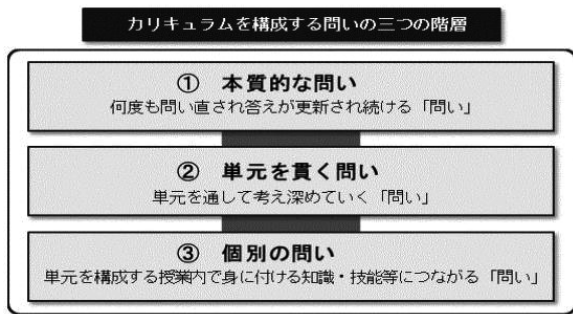 カリキュラムを構成する問いの三つの階層
① 本質的な問い
何度も問い直され答えが更新され続ける「問い」
② 単元を貫く問い
単元を通して考え深めていく「問い」
③ 個別の問い
単元を構成する授業内で身に付ける知識・技能等につながる「問い」